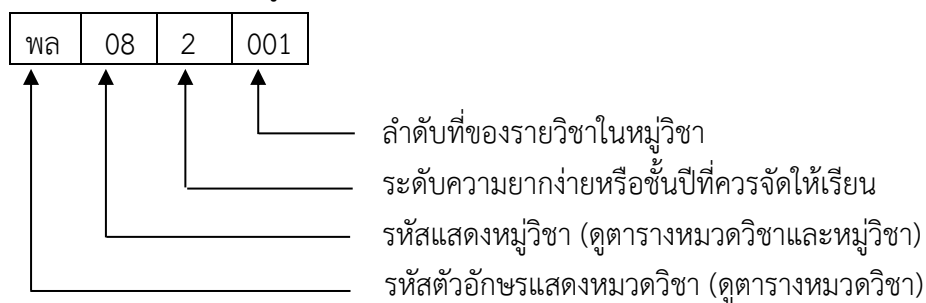 พล 08 2 001
ลำดับที่ของรายวิชาในหมู่วิชา
ระดับความยากง่ายหรือชั้นปีที่ควรจัดให้เรียน
รหัสแสดงหมู่วิชา (ดูตารางหมวดวิชาและหมู่วิชา)
รหัสตัวอักษรแสดงหมวดวิชา (ดูตารางหมวดวิชา)